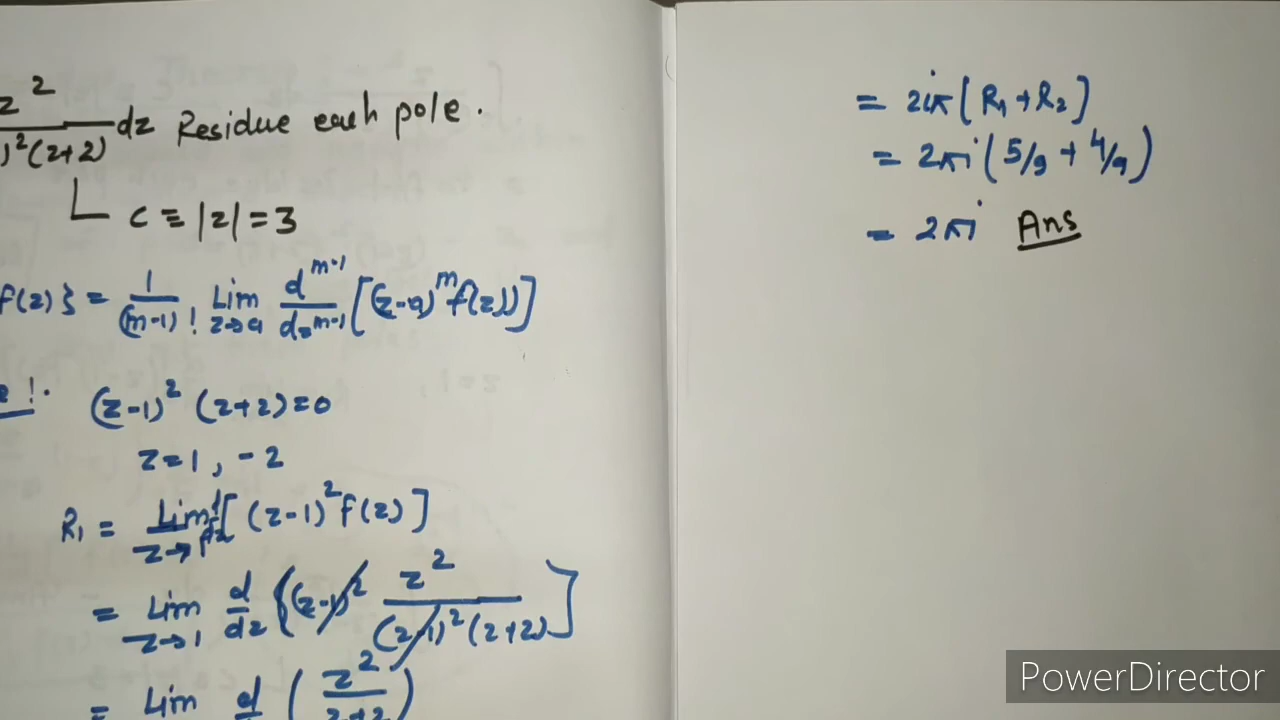 z²
)²(z+2) dz Residue each pole.
C ≡ |z| = 3
f(z)} = 1/(m-1)! Lim z→a d^m-1/dz^m-1 [(z-a)^m f(z))]
(z-1)² (z+2)=0
z=1, -2
R₁ = Lim z→1 d/dz [(z-1)² f(z)]
= Lim z→1 d/dz {(z-1)² z²/(z-1)²(z+2)]
= Lim d (z²/z+2)
= 2iπ[R₁+R₂]
= 2πi(5/9 + 4/9)
= 2πi Ans
PowerDirector